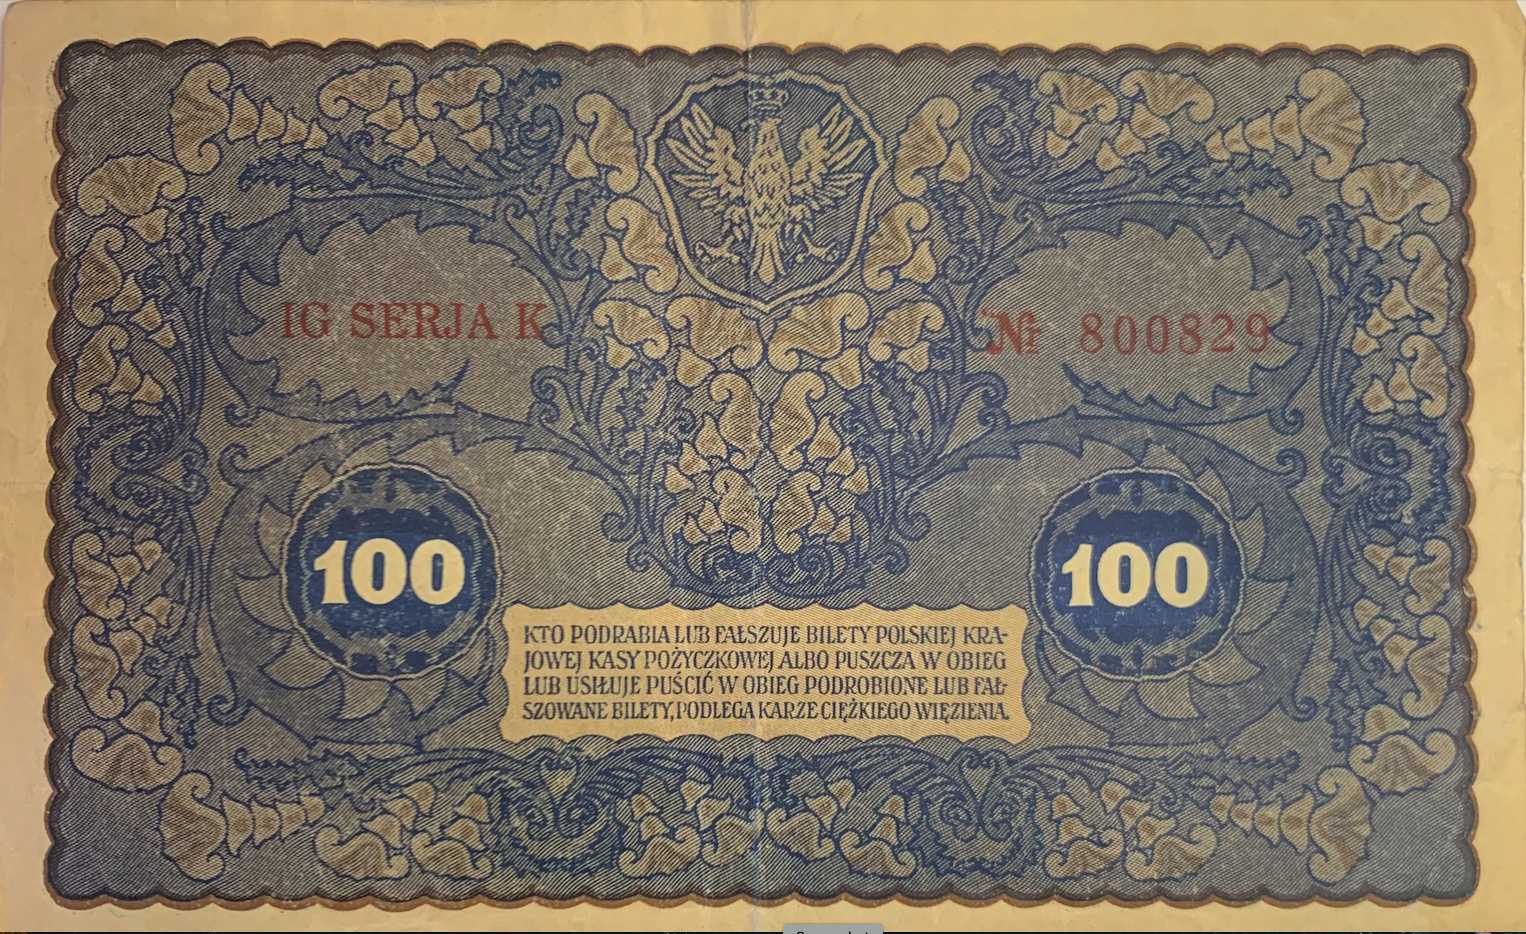 IG SERJA K
№ 800829
100
100
KTO PODRABIA LUB FAŁSZUJE BILETY POLSKIEJ KRA-
JOWEJ KASY POŻYCZKOWEJ ALBO PUSZCZA W OBIEG
LUB USIŁUJE PUŚCIĆ W OBIEG PODROBIONE LUB FAŁ-
SZOWANE BILETY, PODLEGA KARZE CIĘŻKIEGO WIĘZIENIA.